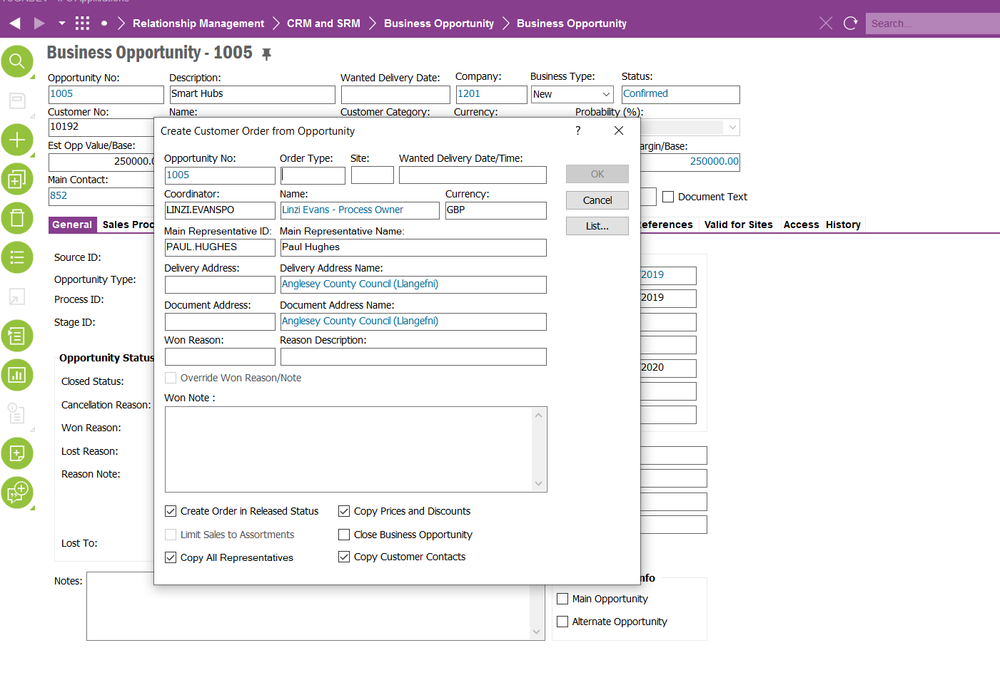 Relationship Management CRM and SRM Business Opportunity Business Opportunity Search...
Business Opportunity - 1005
Opportunity No: Description: Wanted Delivery Date: Company: Business Type: Status:
1005 Smart Hubs 1201 New Confirmed
Customer No: Name: Customer Category: Currency: Probability (%):
10192
Create Customer Order from Opportunity ?
Est Opp Value/Base: argin/Base:
250000.0 250000.00
Opportunity No: Order Type: Site: Wanted Delivery Date/Time:
1005 OK
Main Contact:
852 Document Text
Coordinator: Name: Currency:
LINZI.EVANSPO Linzi Evans - Process Owner GBP
Cancel
List...
General Sales Proc eferences Valid for Sites Access History
Main Representative ID: Main Representative Name:
PAUL.HUGHES Paul Hughes
Source ID:
Delivery Address: Delivery Address Name:
Anglesey County Council (Llangefni)
/2019
Opportunity Type:
Process ID: /2019
Document Address: Document Address Name:
Anglesey County Council (Llangefni)
Stage ID:
Won Reason: Reason Description:
Opportunity Status
/2020
Override Won Reason/Note
Closed Status:
Won Note :
Cancellation Reason:
Won Reason:
Lost Reason:
Reason Note:
Create Order in Released Status Copy Prices and Discounts
Limit Sales to Assortments Close Business Opportunity
Lost To:
Copy All Representatives Copy Customer Contacts
Notes: nfo
Main Opportunity
Alternate Opportunity